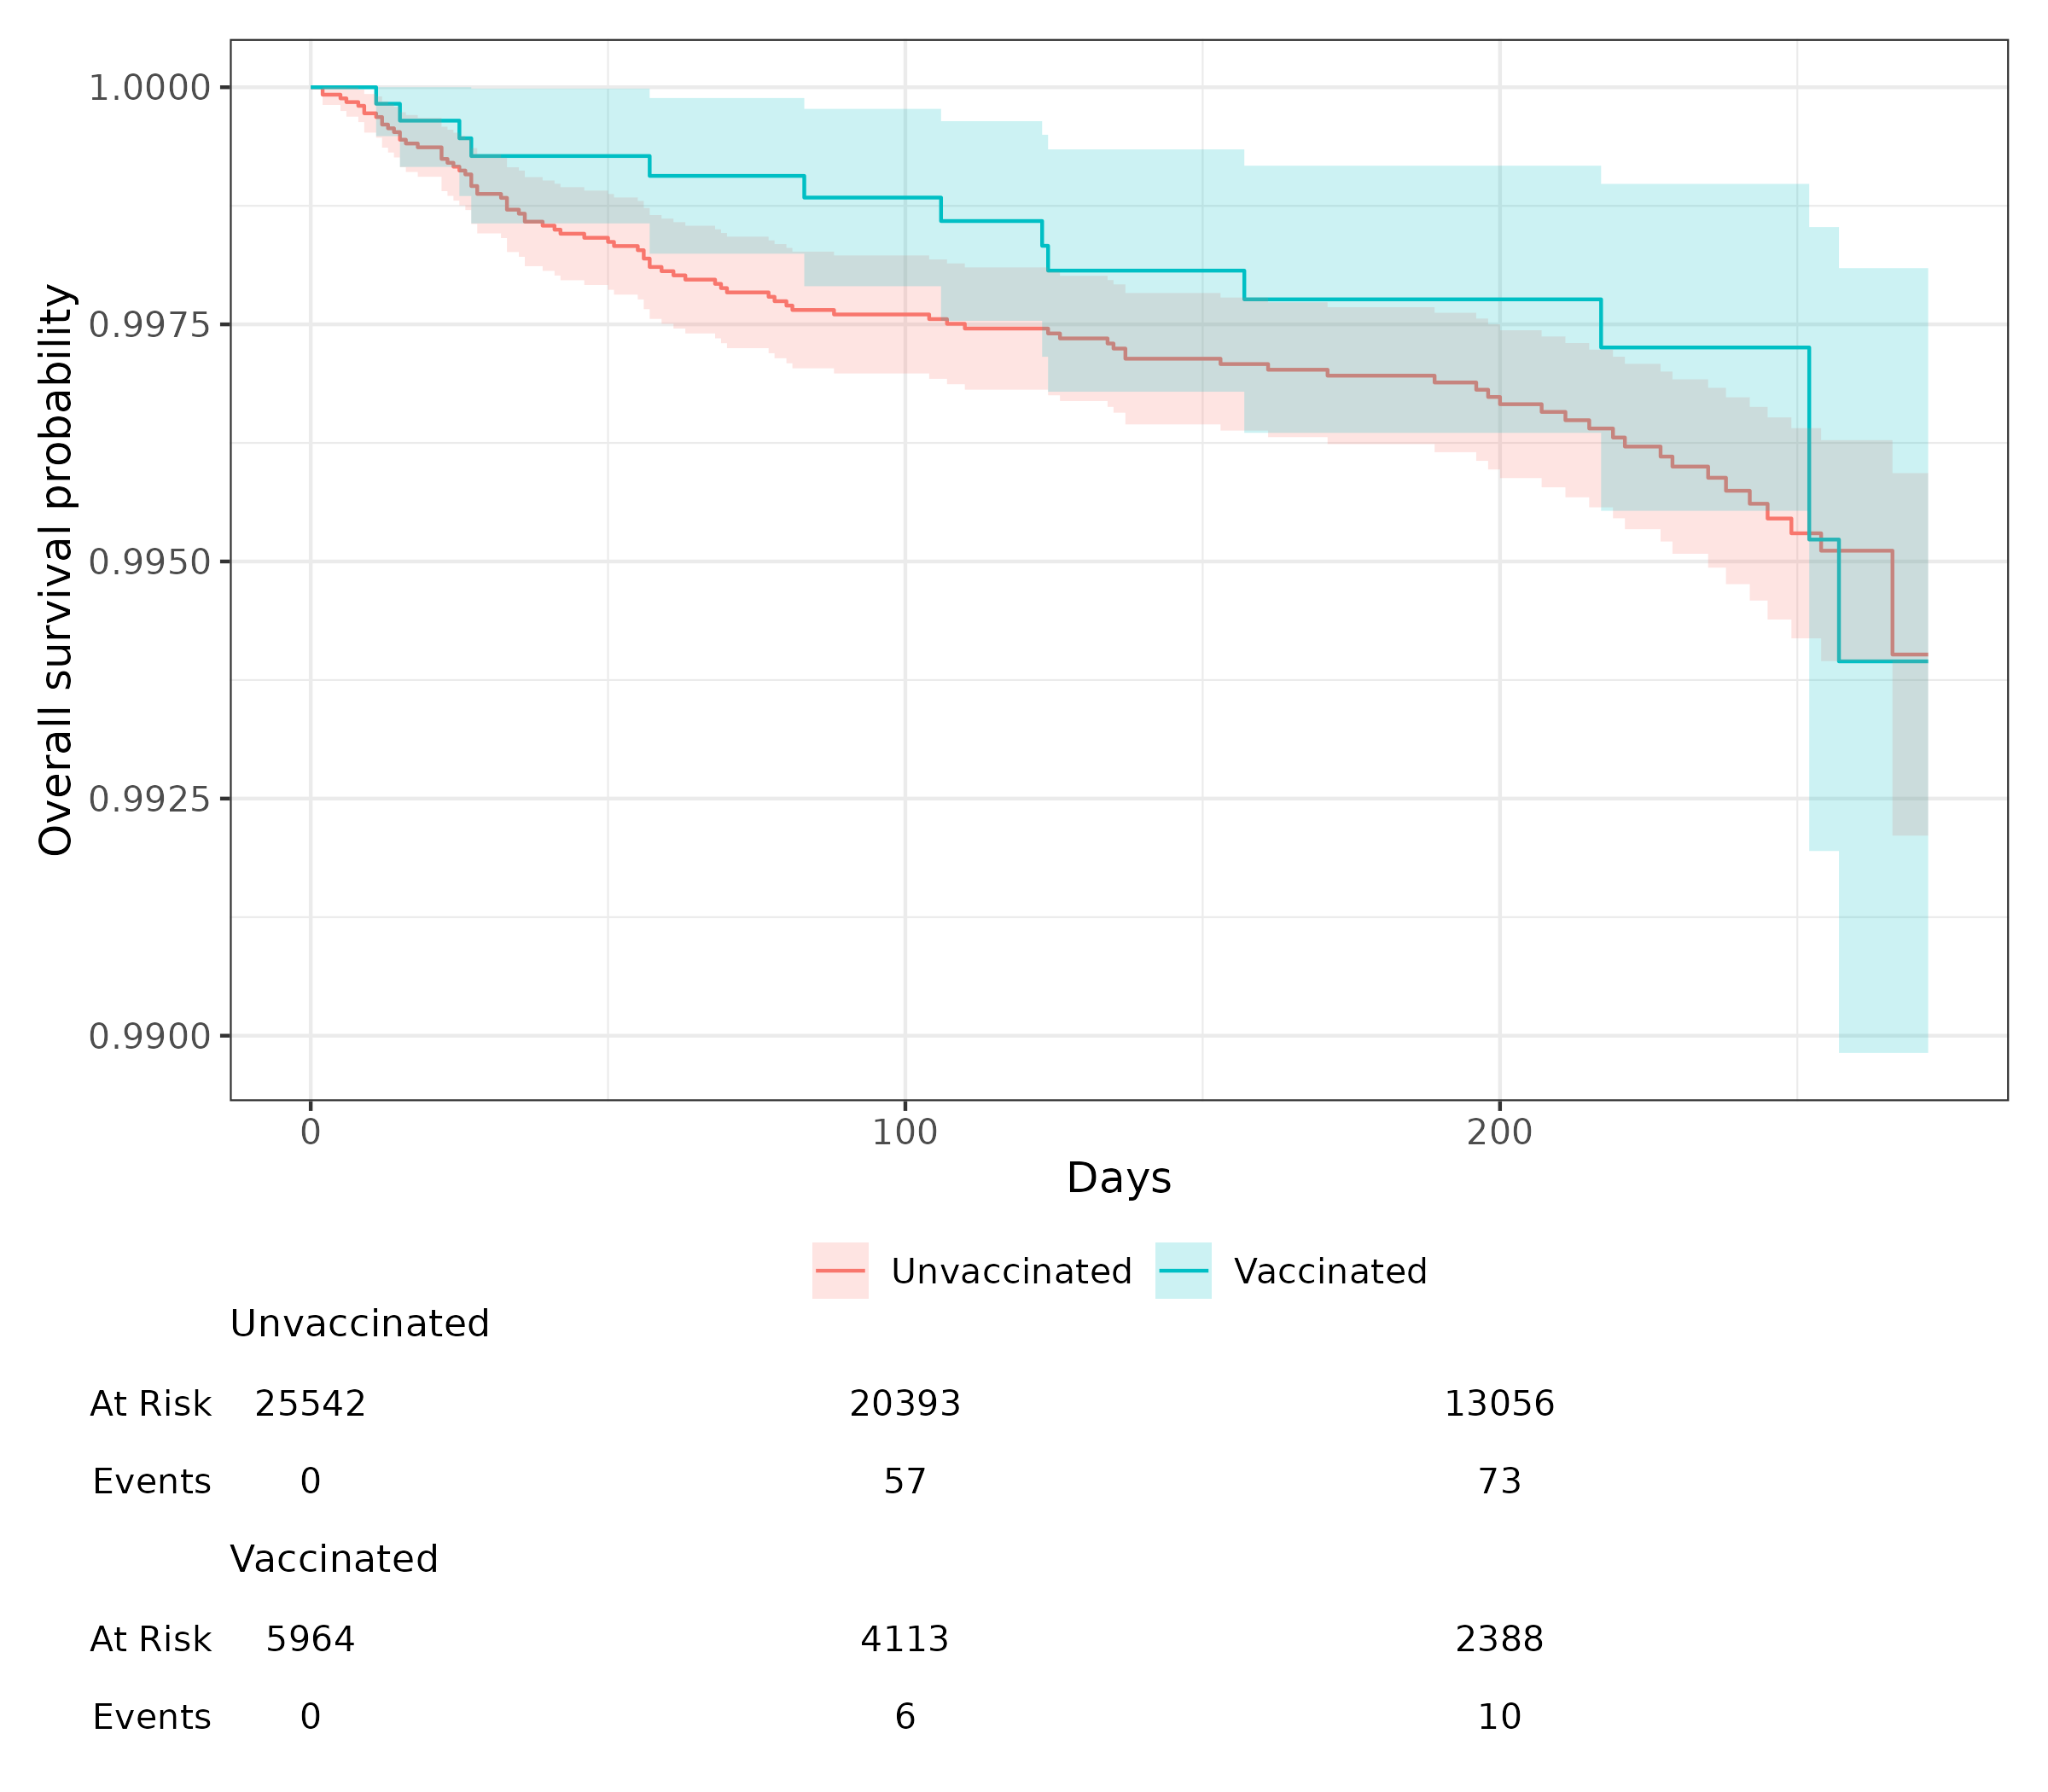 1.0000
0.9975
0.9950
0.9925
0.9900
Overall survival probability
0 100 200
Days
Unvaccinated Vaccinated
Unvaccinated
At Risk 25542 20393 13056
Events 0 57 73
Vaccinated
At Risk 5964 4113 2388
Events 0 6 10